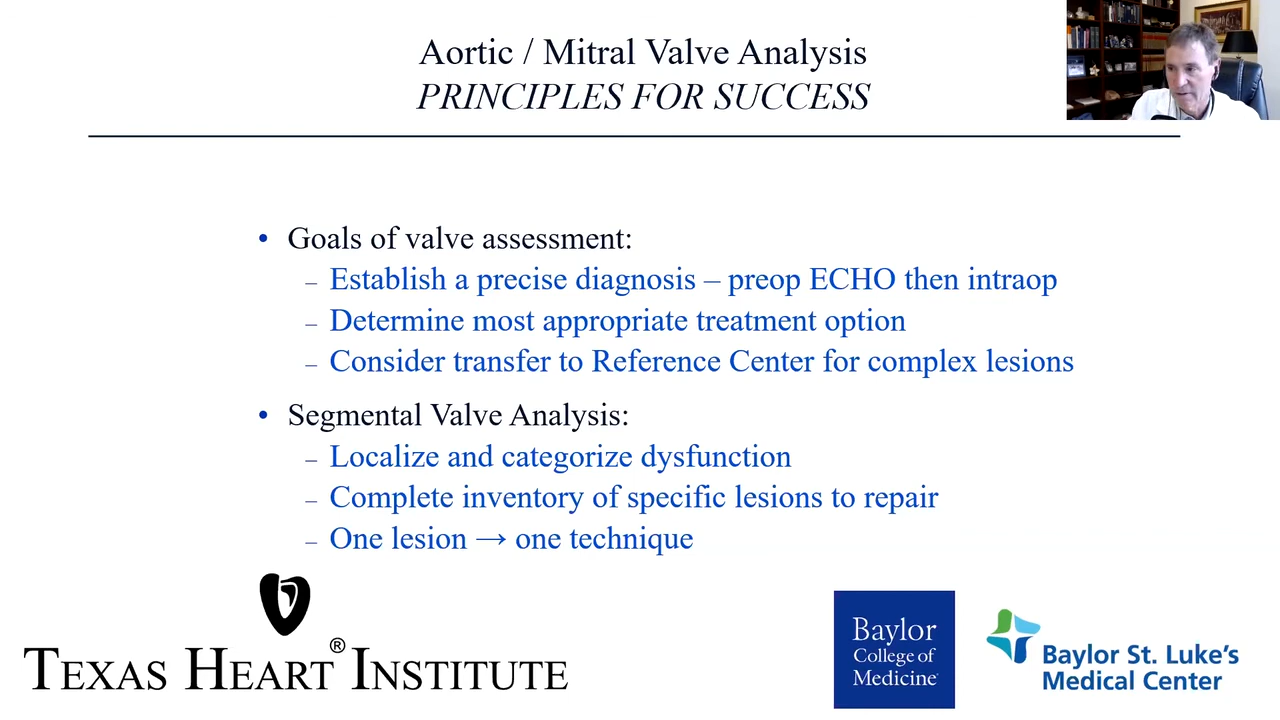 Aortic / Mitral Valve Analysis
PRINCIPLES FOR SUCCESS
• Goals of valve assessment:
– Establish a precise diagnosis – preop ECHO then intraop
– Determine most appropriate treatment option
– Consider transfer to Reference Center for complex lesions
• Segmental Valve Analysis:
– Localize and categorize dysfunction
– Complete inventory of specific lesions to repair
– One lesion → one technique
TEXAS HEART® INSTITUTE
Baylor
College of
Medicine
Baylor St. Luke's
Medical Center